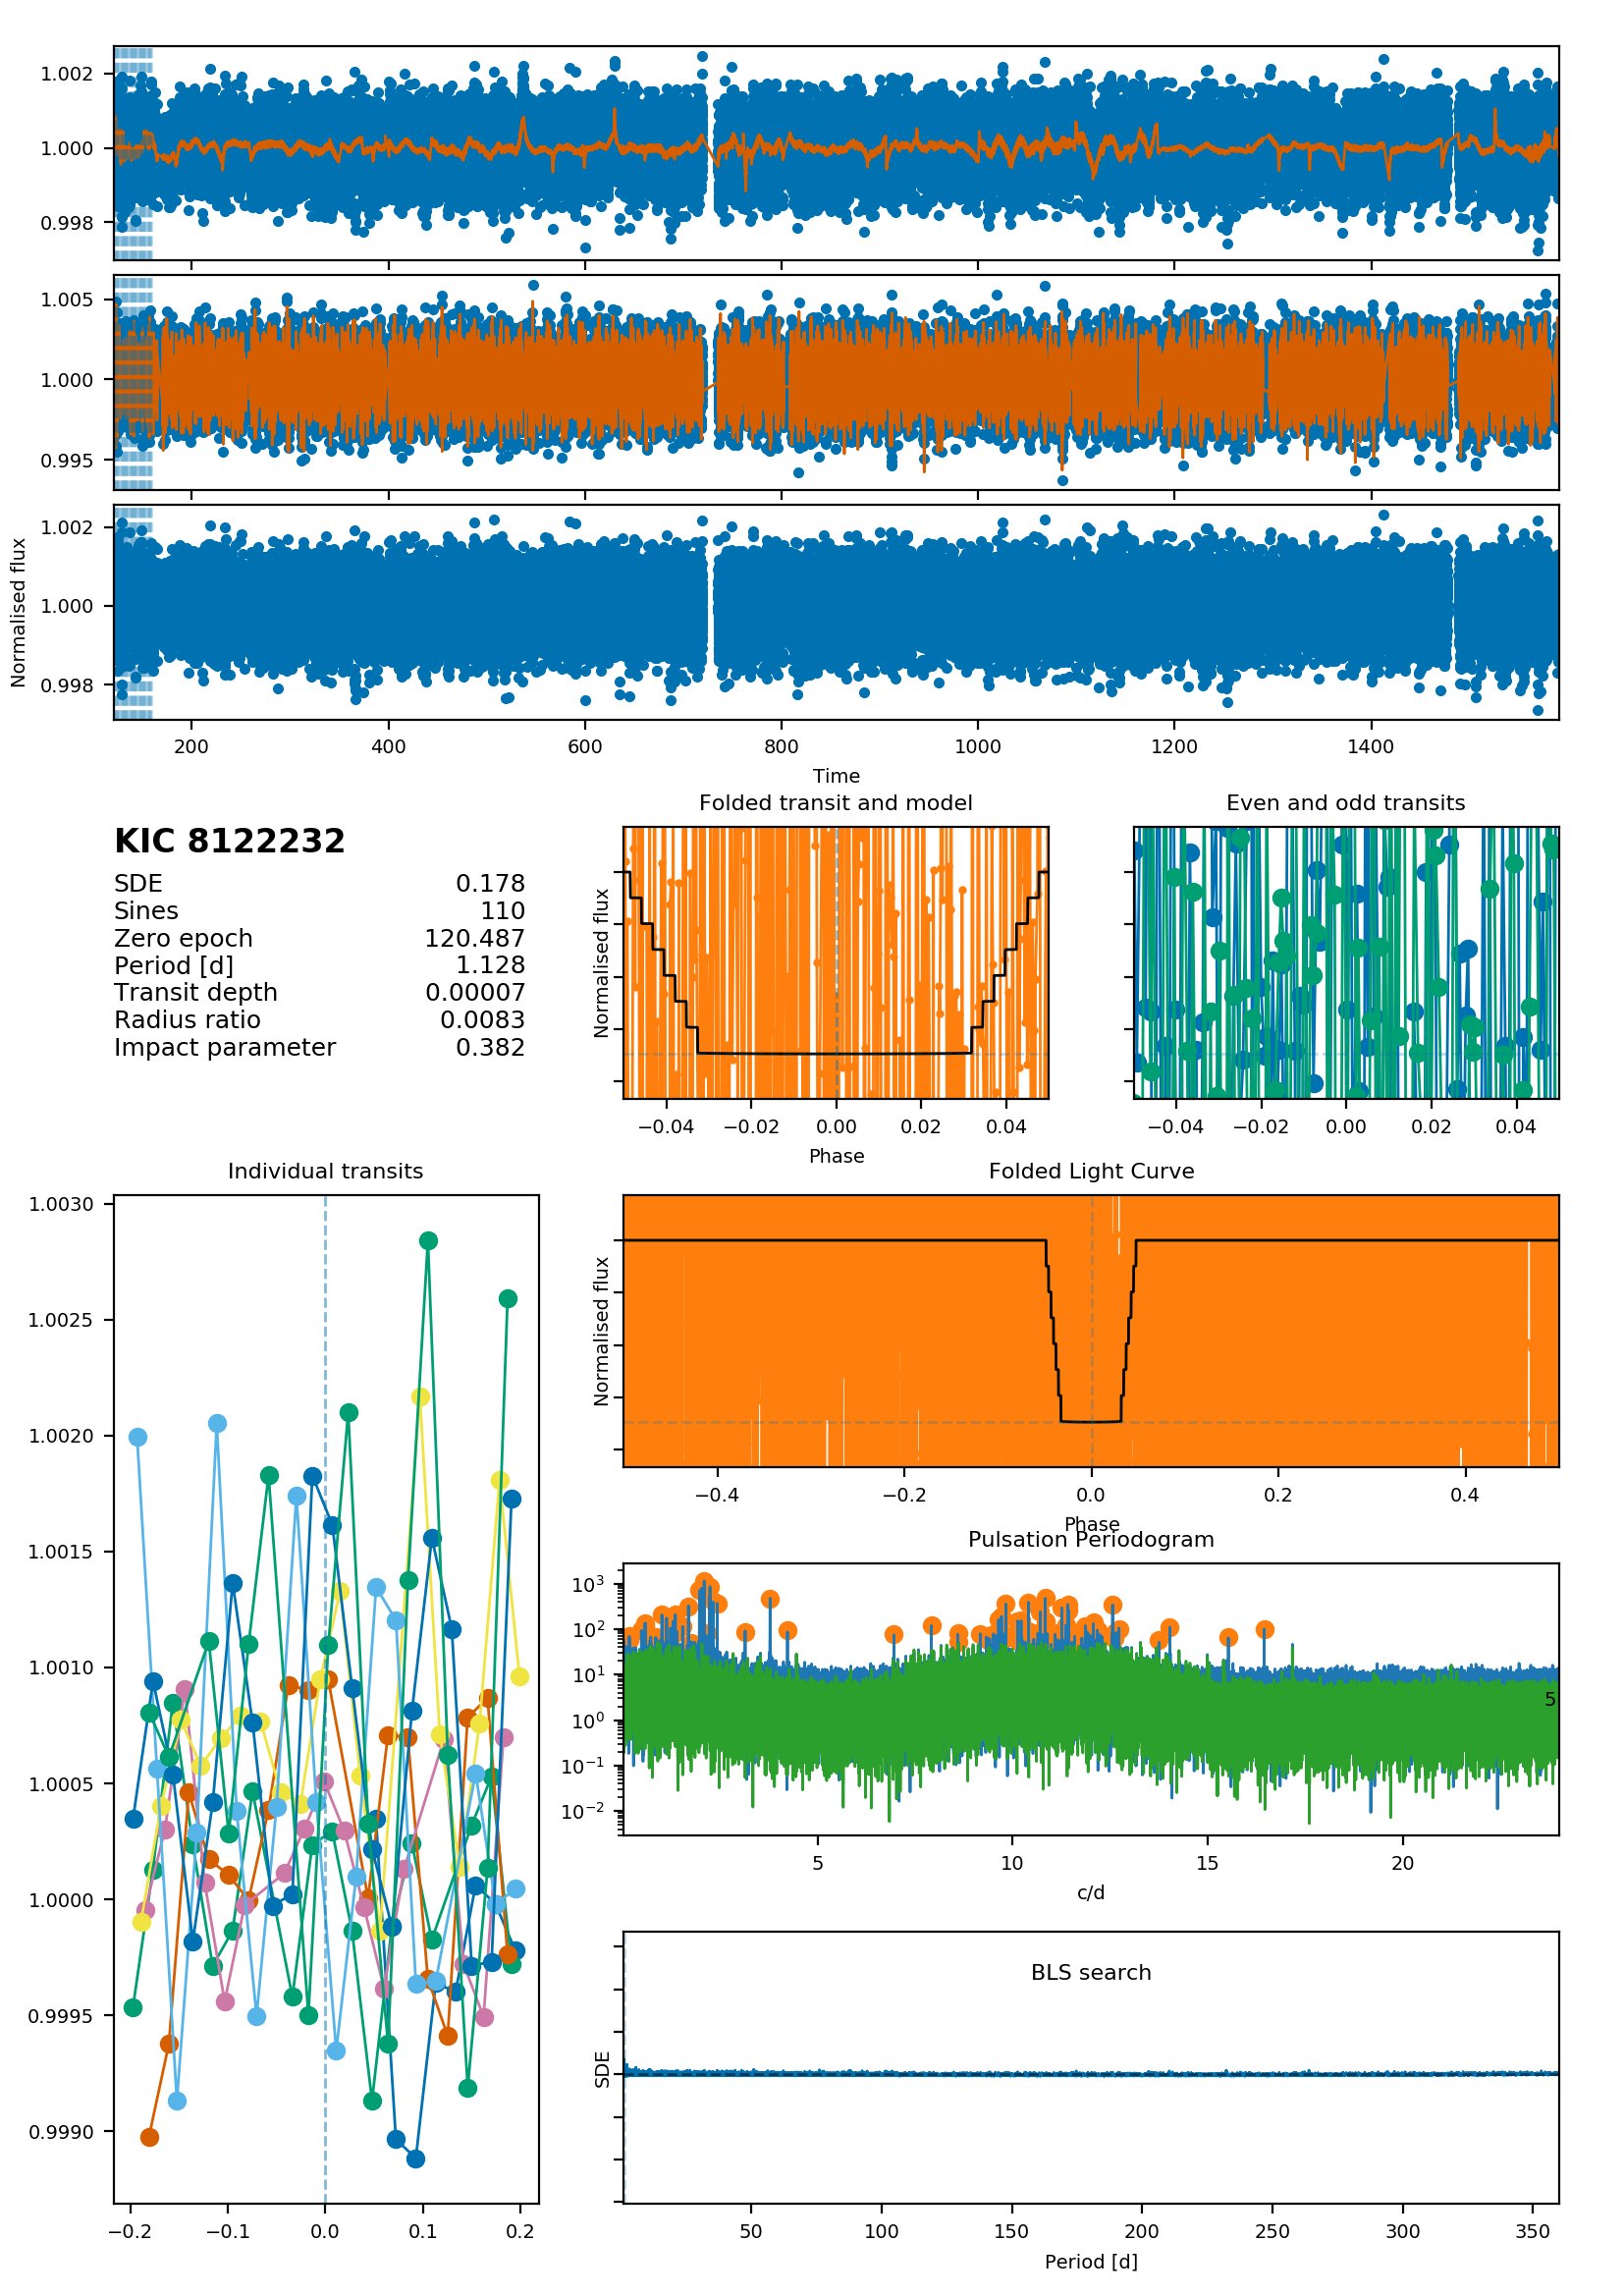 1.002
1.000
0.998
1.005
1.000
0.995
1.002
1.000
0.998
Normalised flux
200 400 600 800 1000 1200 1400
Time
KIC 8122232
SDE 0.178
Sines 110
Zero epoch 120.487
Period [d] 1.128
Transit depth 0.00007
Radius ratio 0.0083
Impact parameter 0.382
Folded transit and model
Normalised flux
−0.04 −0.02 0.00 0.02 0.04
Phase
Even and odd transits
−0.04 −0.02 0.00 0.02 0.04
Individual transits
1.0030
1.0025
1.0020
1.0015
1.0010
1.0005
1.0000
0.9995
0.9990
−0.2 −0.1 0.0 0.1 0.2
Folded Light Curve
Normalised flux
−0.4 −0.2 0.0 0.2 0.4
Phase
Pulsation Periodogram
10³
10²
10¹
10⁰
10⁻¹
10⁻²
5
5 10 15 20
c/d
BLS search
SDE
50 100 150 200 250 300 350
Period [d]